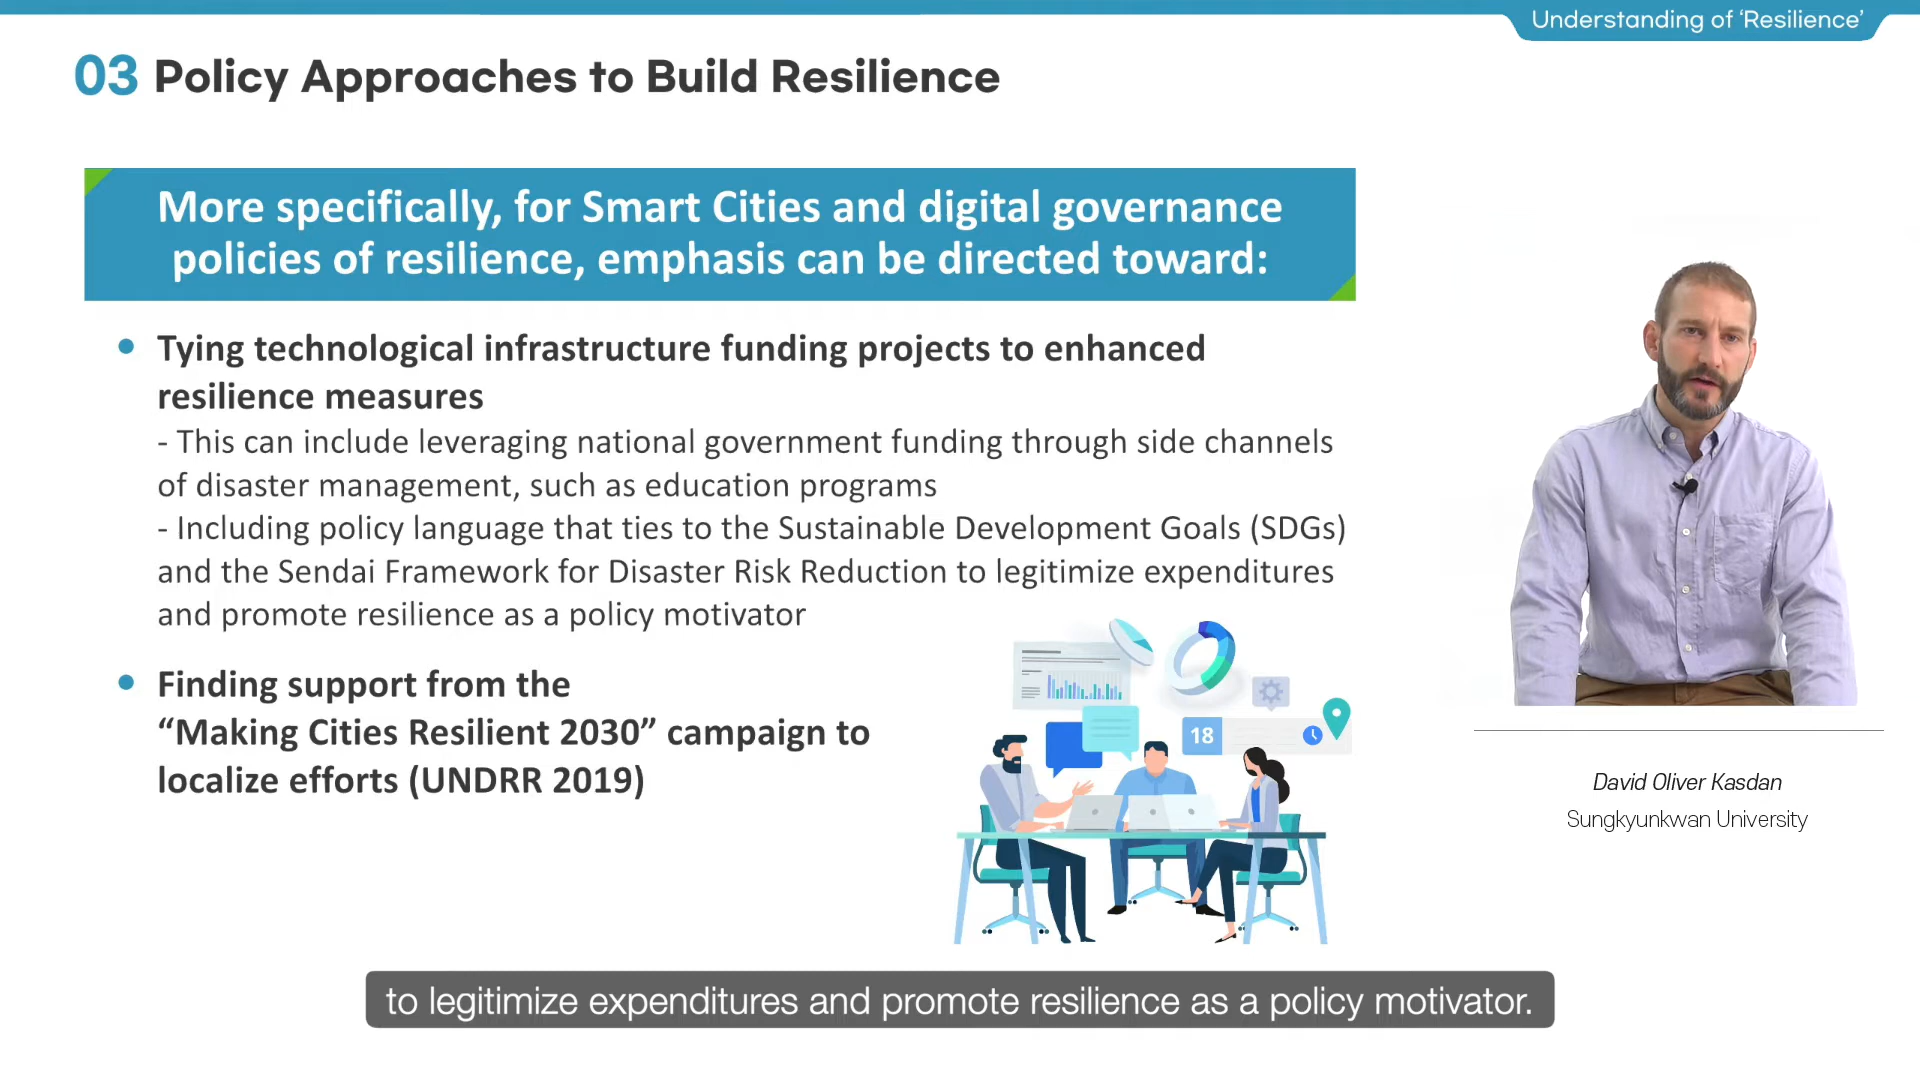 Understanding of ‘Resilience’
03 Policy Approaches to Build Resilience
More specifically, for Smart Cities and digital governance
policies of resilience, emphasis can be directed toward:
• Tying technological infrastructure funding projects to enhanced
resilience measures
- This can include leveraging national government funding through side channels
of disaster management, such as education programs
- Including policy language that ties to the Sustainable Development Goals (SDGs)
and the Sendai Framework for Disaster Risk Reduction to legitimize expenditures
and promote resilience as a policy motivator
• Finding support from the
“Making Cities Resilient 2030” campaign to
localize efforts (UNDRR 2019)
18
David Oliver Kasdan
Sungkyunkwan University
to legitimize expenditures and promote resilience as a policy motivator.